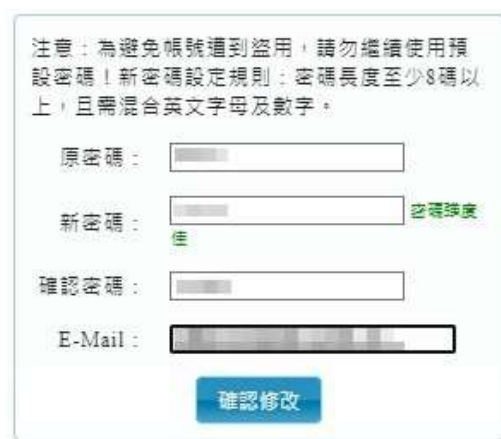 注意：為避免帳號遭到盜用，請勿繼續使用預
設密碼！新密碼設定規則：密碼長度至少8碼以
上，且需混合英文字母及數字。
原密碼：
新密碼： 密碼強度
佳
確認密碼：
E-Mail：
確認修改